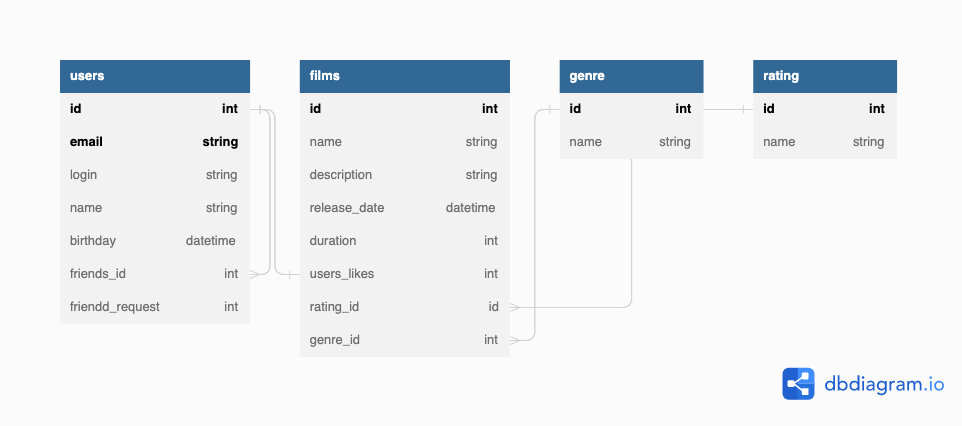 users
id int
email string
login string
name string
birthday datetime
friends_id int
friendd_request int
films
id int
name string
description string
release_date datetime
duration int
users_likes int
rating_id id
genre_id int
genre
id int
name string
rating
id int
name string
dbdiagram.io